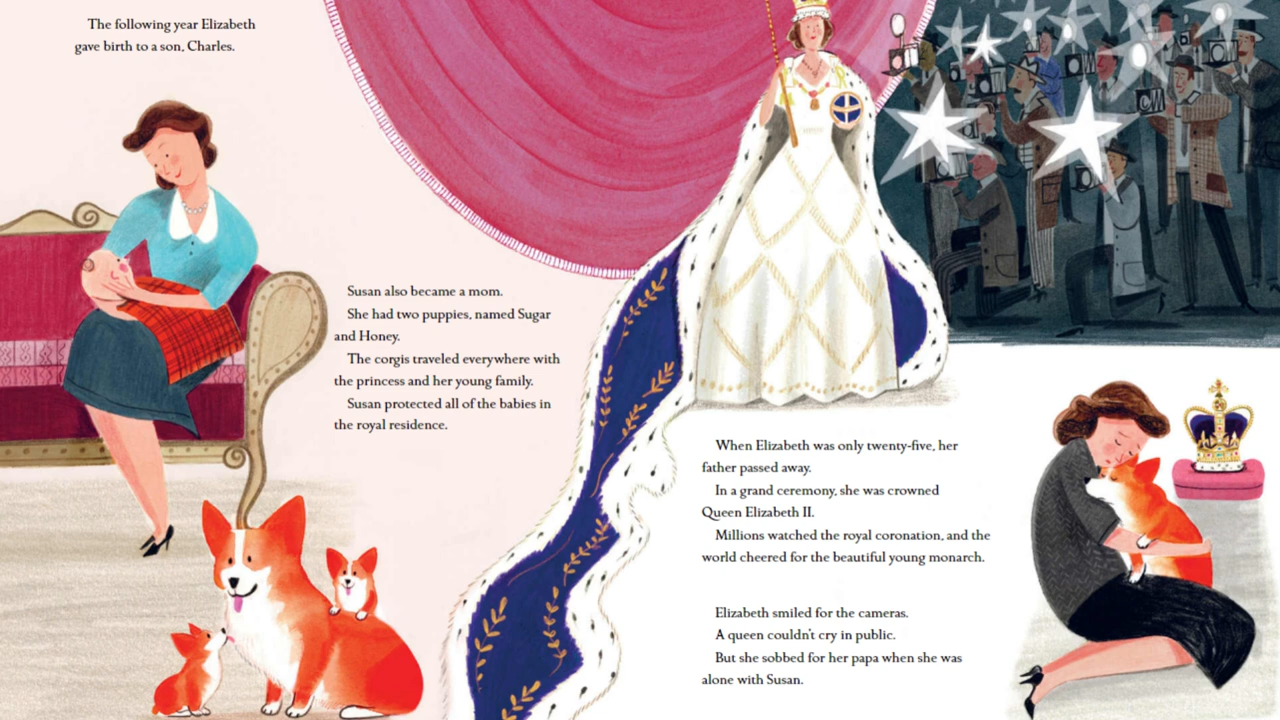 The following year Elizabeth
gave birth to a son, Charles.
Susan also became a mom.
She had two puppies, named Sugar
and Honey.
The corgis traveled everywhere with
the princess and her young family.
Susan protected all of the babies in
the royal residence.
When Elizabeth was only twenty-five, her
father passed away.
In a grand ceremony, she was crowned
Queen Elizabeth II.
Millions watched the royal coronation, and the
world cheered for the beautiful young monarch.
Elizabeth smiled for the cameras.
A queen couldn't cry in public.
But she sobbed for her papa when she was
alone with Susan.